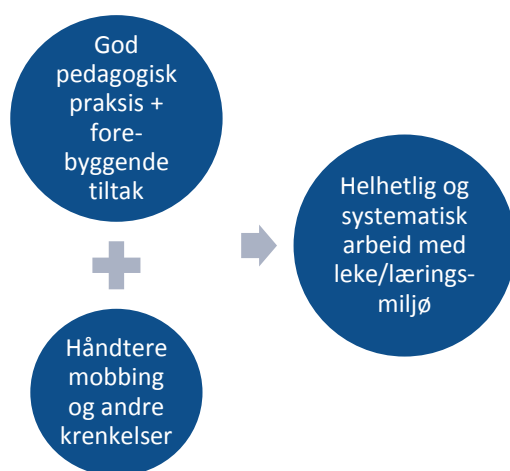 God
pedagogisk
praksis +
fore-
byggende
tiltak
Håndtere
mobbing
og andre
krenkelser
Helhetlig og
systematisk
arbeid med
leke/lærings-
miljø